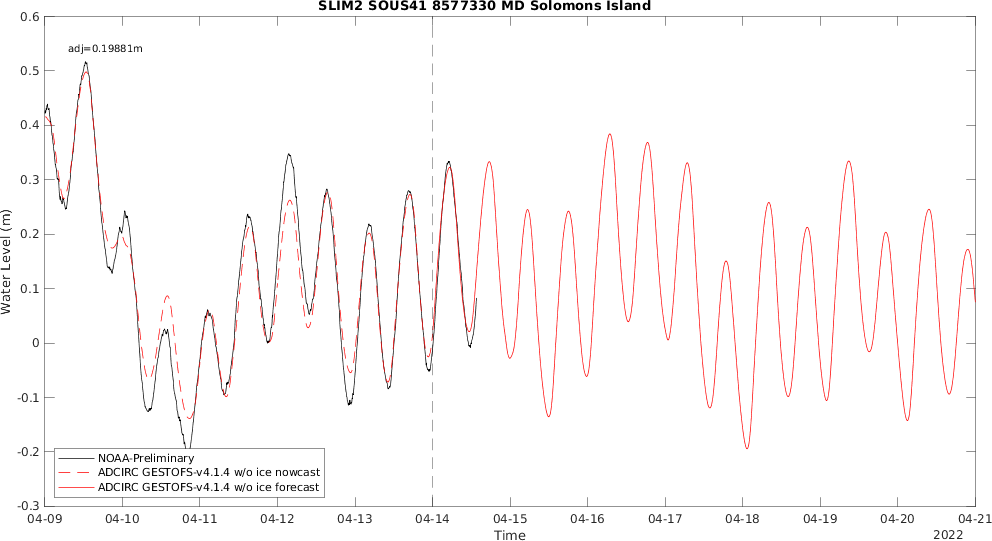 SLIM2 SOUS41 8577330 MD Solomons Island
0.6
adj=0.19881m
0.5
0.4
0.3
0.2
0.1
0
-0.1
-0.2
-0.3
Water Level (m)
NOAA-Preliminary
ADCIRC GESTOFS-v4.1.4 w/o ice nowcast
ADCIRC GESTOFS-v4.1.4 w/o ice forecast
04-09 04-10 04-11 04-12 04-13 04-14 04-15 04-16 04-17 04-18 04-19 04-20 04-21
Time
2022